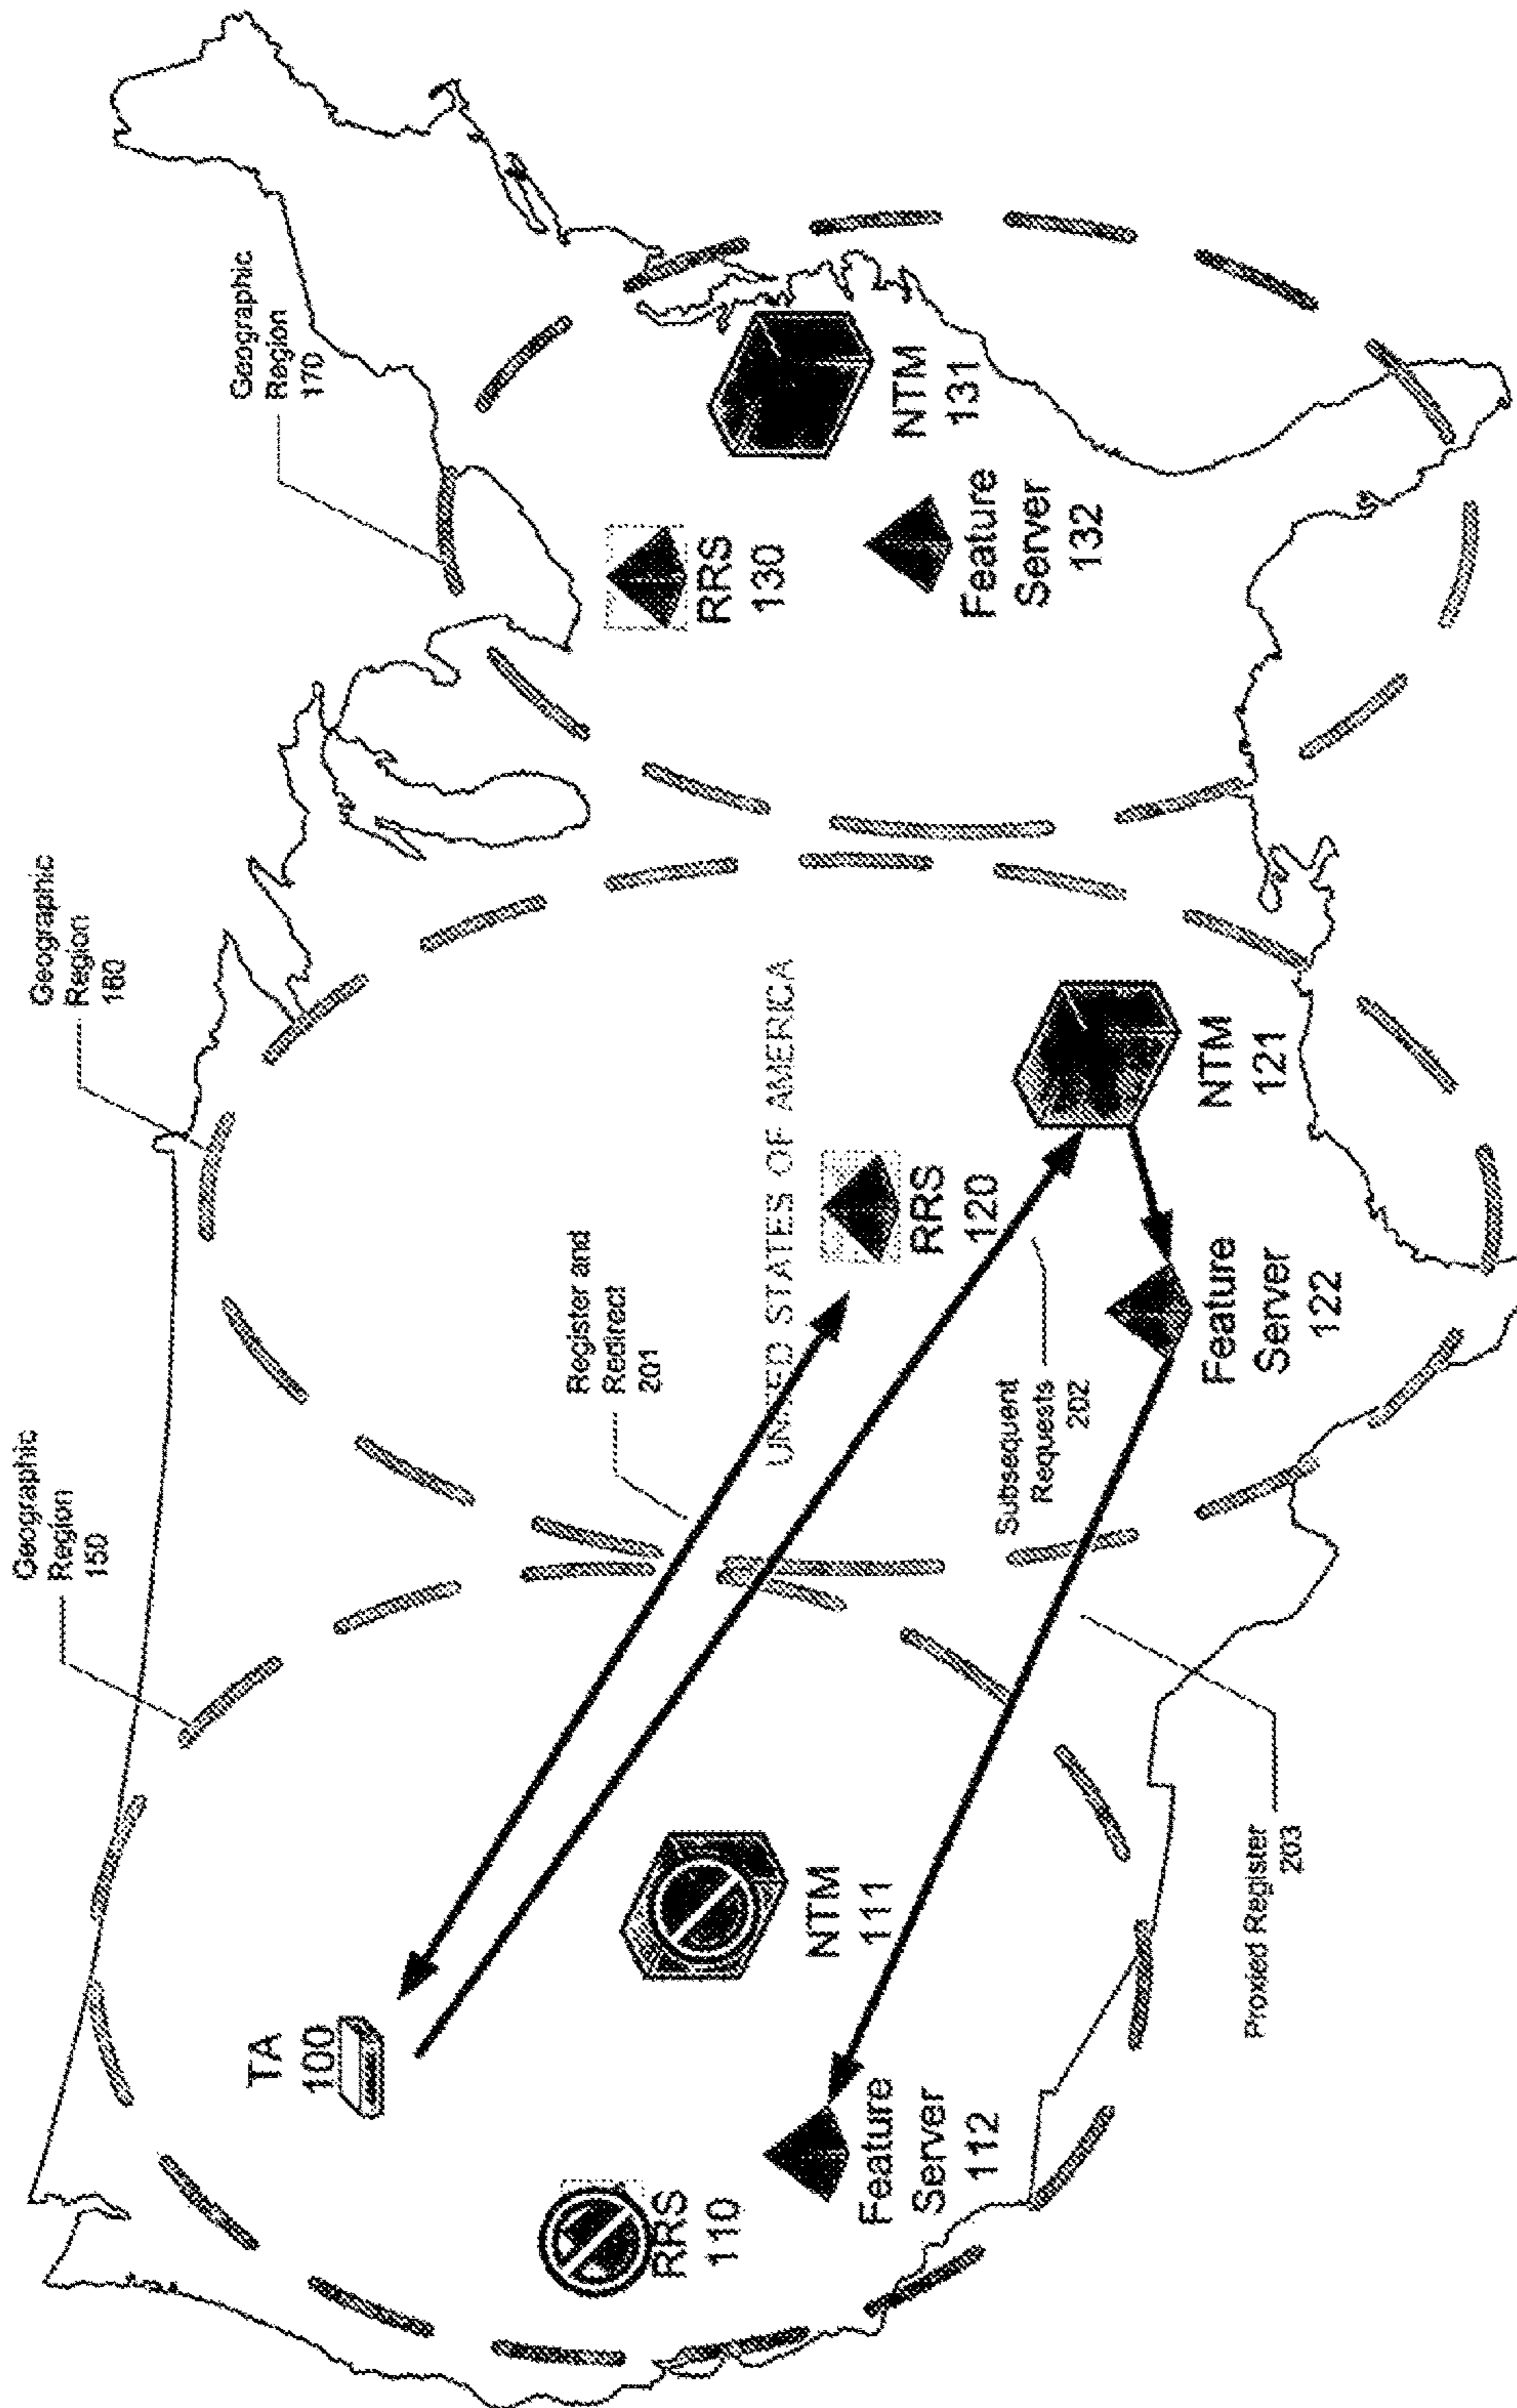 Geographic
Region
150
Geographic
Region
160
Geographic
Region
170
TA
100
RRS
110
NTM
111
Feature
Server
112
Register and
Redirect
201
UNITED STATES OF AMERICA
RRS
120
NTM
121
Subsequent
Requests
202
Feature
Server
122
Proxied Register
203
RRS
130
NTM
131
Feature
Server
132